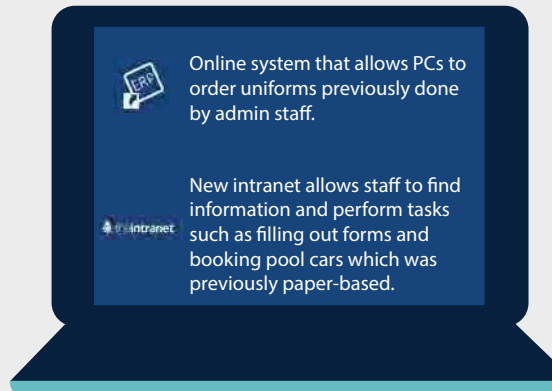 ERP
Online system that allows PCs to
order uniforms previously done
by admin staff.
theintranet
New intranet allows staff to find
information and perform tasks
such as filling out forms and
booking pool cars which was
previously paper-based.